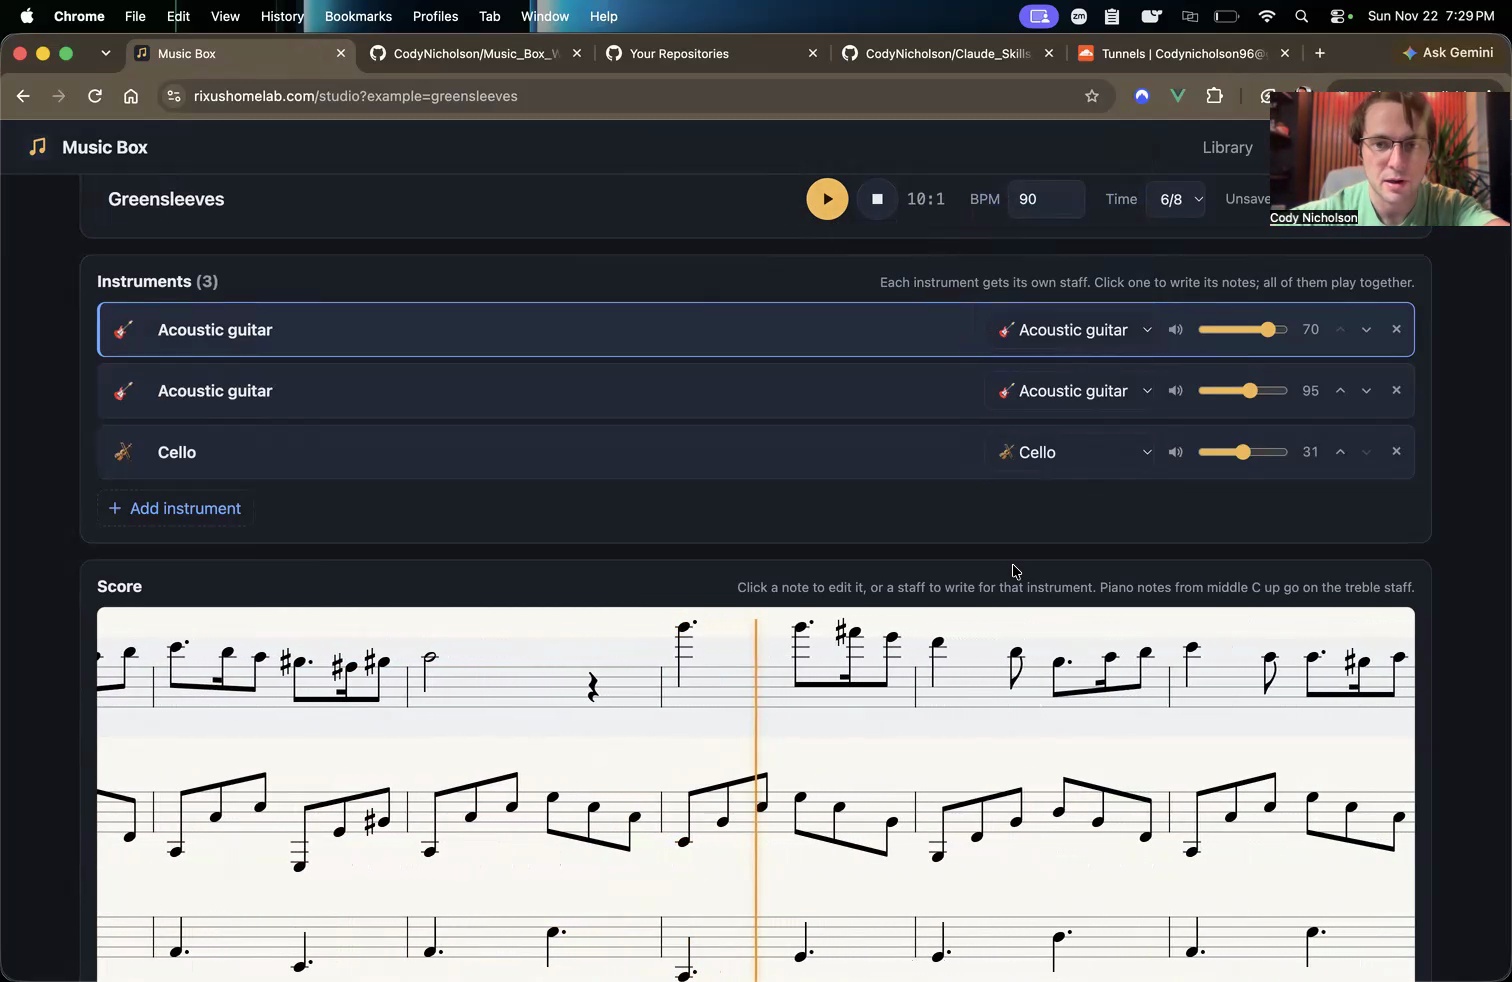 Chrome File Edit View History Bookmarks Profiles Tab Window Help zm Sun Nov 22 7:29 PM
Music Box CodyNicholson/Music_Box_W Your Repositories CodyNicholson/Claude_Skills Tunnels | Codynicholson96@ Ask Gemini
rixushomelab.com/studio?example=greensleeves
Music Box Library
Greensleeves 10:1 BPM 90 Time 6/8 Unsave
Cody Nicholson
Instruments (3) Each instrument gets its own staff. Click one to write its notes; all of them play together.
Acoustic guitar Acoustic guitar 70
Acoustic guitar Acoustic guitar 95
Cello Cello 31
+ Add instrument
Score Click a note to edit it, or a staff to write for that instrument. Piano notes from middle C up go on the treble staff.